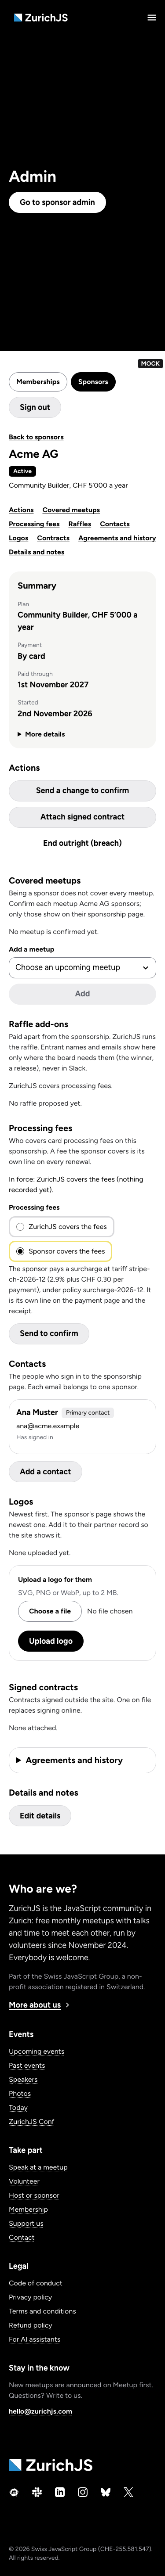 ZurichJS
Admin
Go to sponsor admin
MOCK
Memberships
Sponsors
Sign out
Back to sponsors
Acme AG
Active
Community Builder, CHF 5'000 a year
Actions Covered meetups
Processing fees Raffles Contacts
Logos Contracts Agreements and history
Details and notes
Summary
Plan
Community Builder, CHF 5'000 a
year
Payment
By card
Paid through
1st November 2027
Started
2nd November 2026
More details
Actions
Send a change to confirm
Attach signed contract
End outright (breach)
Covered meetups
Being a sponsor does not cover every meetup.
Confirm each meetup Acme AG sponsors;
only these show on their sponsorship page.
No meetup is confirmed yet.
Add a meetup
Choose an upcoming meetup
Add
Raffle add-ons
Paid apart from the sponsorship. ZurichJS runs
the raffle. Entrant names and emails show here
only when the board needs them (the winner,
a release), never in Slack.
ZurichJS covers processing fees.
No raffle proposed yet.
Processing fees
Who covers card processing fees on this
sponsorship. A fee the sponsor covers is its
own line on every renewal.
In force: ZurichJS covers the fees (nothing
recorded yet).
Processing fees
ZurichJS covers the fees
Sponsor covers the fees
The sponsor pays a surcharge at tariff stripe-
ch-2026-12 (2.9% plus CHF 0.30 per
payment), under policy surcharge-2026-12. It
is its own line on the payment page and the
receipt.
Send to confirm
Contacts
The people who sign in to the sponsorship
page. Each email belongs to one sponsor.
Ana Muster Primary contact
ana@acme.example
Has signed in
Add a contact
Logos
Newest first. The sponsor's page shows the
newest one. Add it to their partner record so
the site shows it.
None uploaded yet.
Upload a logo for them
SVG, PNG or WebP, up to 2 MB.
Choose a file No file chosen
Upload logo
Signed contracts
Contracts signed outside the site. One on file
replaces signing online.
None attached.
Agreements and history
Details and notes
Edit details
Who are we?
ZurichJS is the JavaScript community in
Zurich: free monthly meetups with talks
and time to meet each other, run by
volunteers since November 2024.
Everybody is welcome.
Part of the Swiss JavaScript Group, a non-
profit association registered in Switzerland.
More about us
Events
Upcoming events
Past events
Speakers
Photos
Today
ZurichJS Conf
Take part
Speak at a meetup
Volunteer
Host or sponsor
Membership
Support us
Contact
Legal
Code of conduct
Privacy policy
Terms and conditions
Refund policy
For AI assistants
Stay in the know
New meetups are announced on Meetup first.
Questions? Write to us.
hello@zurichjs.com
ZurichJS
© 2026 Swiss JavaScript Group (CHE-255.581.547).
All rights reserved.